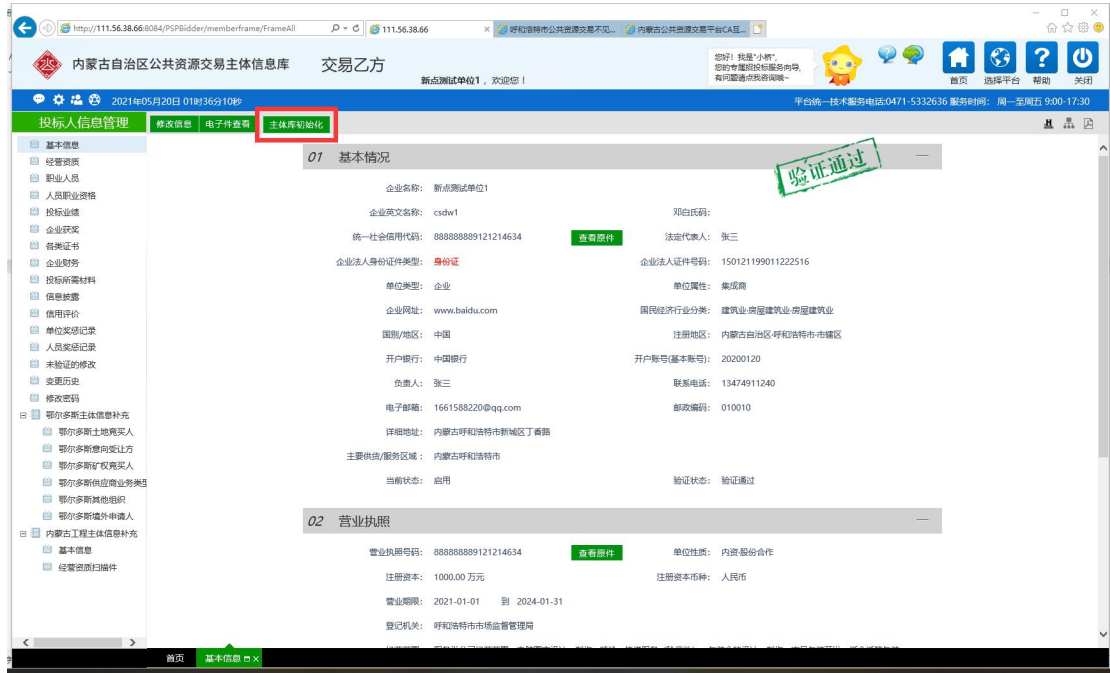 http://111.56.38.66:8084/PSPBidder/memberframe/FrameAll
111.56.38.66
呼和浩特市公共资源交易不见...
内蒙古公共资源交易平台CA互...
内蒙古自治区公共资源交易主体信息库
交易乙方
新点测试单位1 ，欢迎您！
您好！我是“小桥”,
您的专属招投标服务向导,
有问题请点我咨询哦~
首页
选择平台
帮助
关闭
2021年05月20日 01时36分10秒
平台统一技术服务电话:0471-5332636 服务时间： 周一至周五 9:00-17:30
投标人信息管理
修改信息
电子件查看
主体库初始化
基本信息
经营资质
职业人员
人员职业资格
投标业绩
企业获奖
各类证书
企业财务
投标所需材料
信息披露
信用评价
单位奖惩记录
人员奖惩记录
未验证的修改
变更历史
修改密码
鄂尔多斯主体信息补充
鄂尔多斯土地竞买人
鄂尔多斯意向受让方
鄂尔多斯矿权竞买人
鄂尔多斯供应商业务类型
鄂尔多斯其他组织
鄂尔多斯境外申请人
内蒙古工程主体信息补充
基本信息
经营资质扫描件
01 基本情况
验证通过
企业名称： 新点测试单位1
企业英文名称： csdw1 邓白氏码：
统一社会信用代码： 888888889121214634 查看原件 法定代表人： 张三
企业法人身份证件类型： 身份证 企业法人证件号码： 150121199011222516
单位类型： 企业 单位属性： 集成商
企业网址： www.baidu.com 国民经济行业分类： 建筑业·房屋建筑业·房屋建筑业
国别/地区： 中国 注册地区： 内蒙古自治区·呼和浩特市·市辖区
开户银行： 中国银行 开户账号(基本账号)： 20200120
负责人： 张三 联系电话： 13474911240
电子邮箱： 1661588220@qq.com 邮政编码： 010010
详细地址： 内蒙古呼和浩特市新城区丁香路
主要供货/服务区域： 内蒙古呼和浩特市
当前状态： 启用 验证状态： 验证通过
02 营业执照
营业执照号码： 888888889121214634 查看原件 单位性质： 内资·股份合作
注册资本： 1000.00 万元 注册资本币种： 人民币
营业期限： 2021-01-01 到 2024-01-31
登记机关： 呼和浩特市市场监督管理局
首页
基本信息